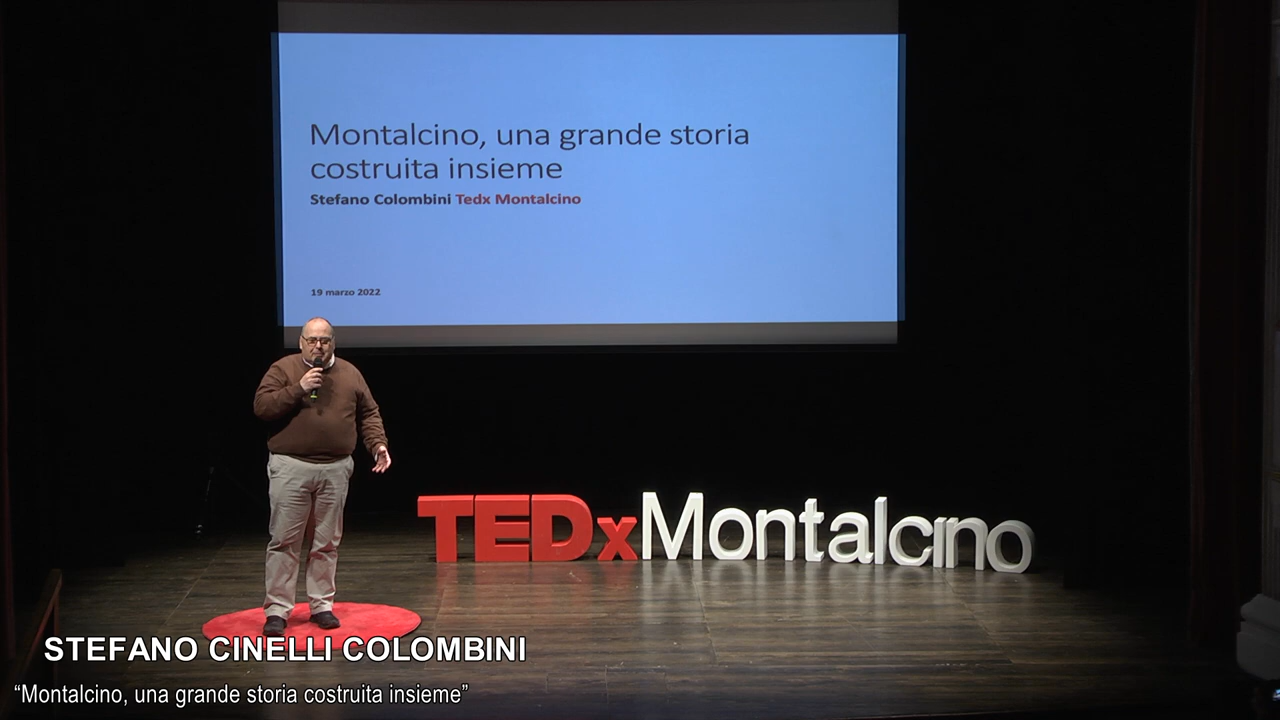 Montalcino, una grande storia
costruita insieme
Stefano Colombini Tedx Montalcino
19 marzo 2022
TEDxMontalcino
STEFANO CINELLI COLOMBINI
“Montalcino, una grande storia costruita insieme”